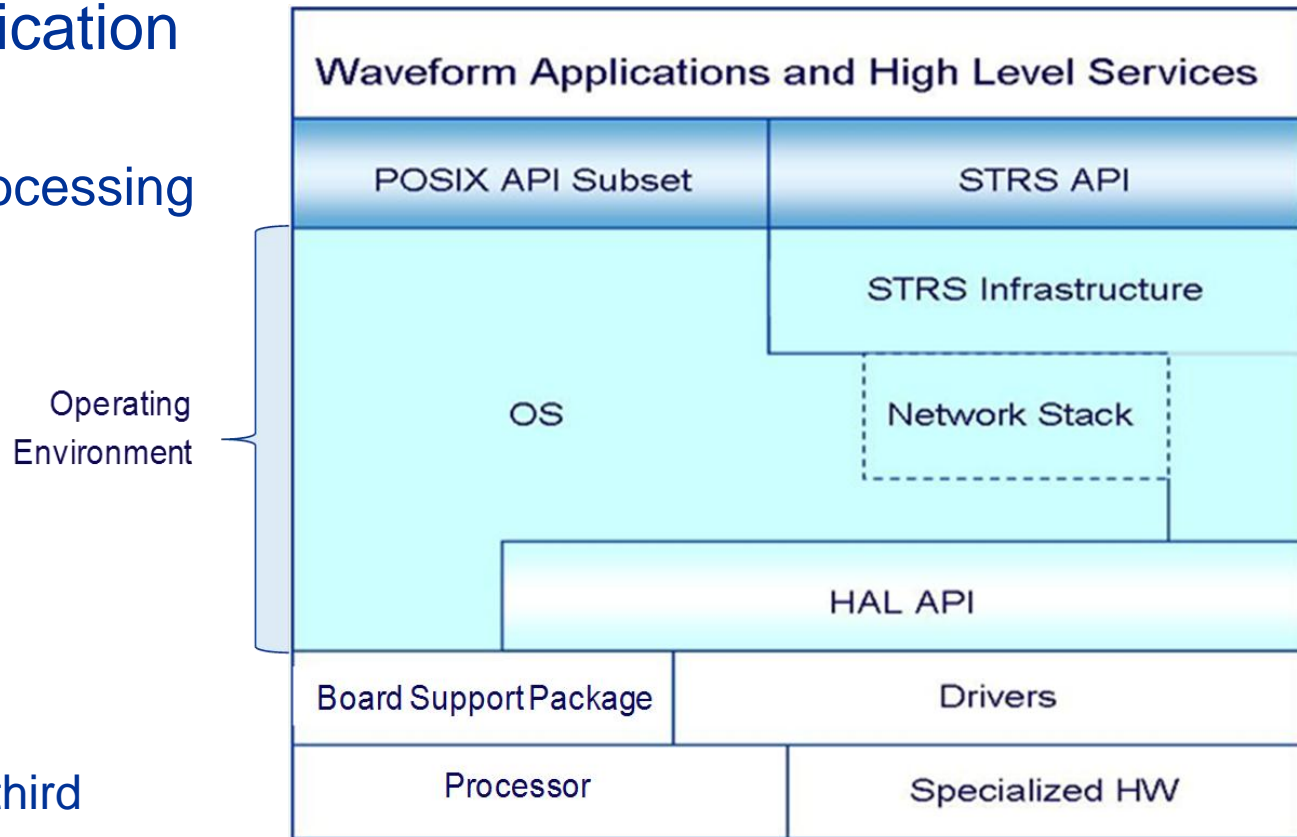 ication
Waveform Applications and High Level Services
POSIX API Subset
STRS API
ocessing
STRS Infrastructure
Operating
Environment
OS
Network Stack
HAL API
Board Support Package
Drivers
third
Processor
Specialized HW